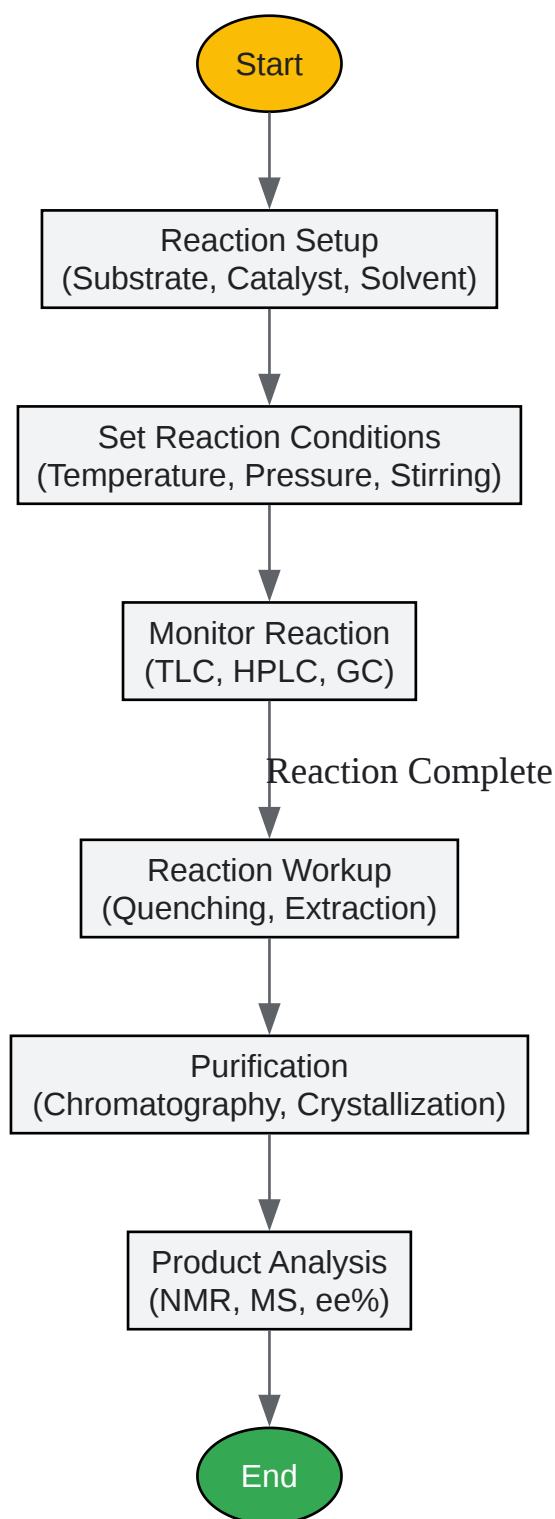 Start
Reaction Setup
(Substrate, Catalyst, Solvent)
Set Reaction Conditions
(Temperature, Pressure, Stirring)
Monitor Reaction
(TLC, HPLC, GC)
Reaction Complete
Reaction Workup
(Quenching, Extraction)
Purification
(Chromatography, Crystallization)
Product Analysis
(NMR, MS, ee%)
End